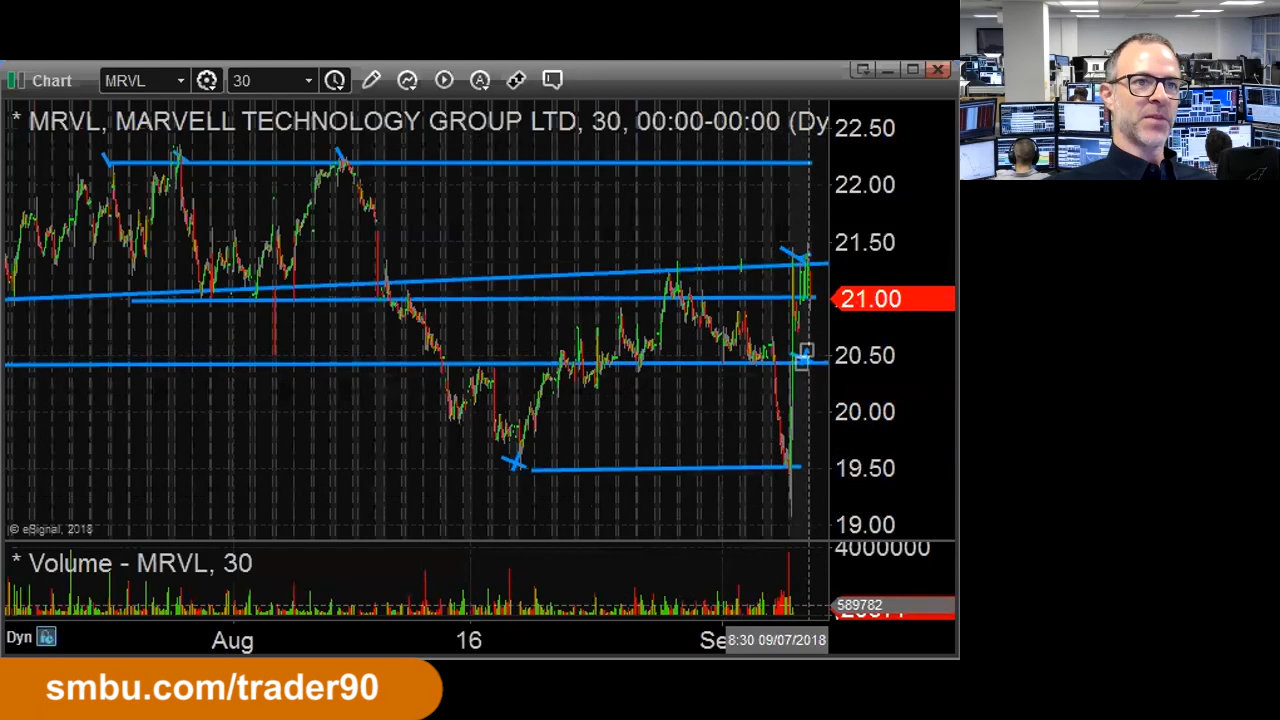 Chart MRVL 30
* MRVL, MARVELL TECHNOLOGY GROUP LTD, 30, 00:00-00:00 (Dy
22.50
22.00
21.50
21.00
20.50
20.00
19.50
19.00
© eSignal, 2018
* Volume - MRVL, 30
4000000
589782
Dyn
Aug
16
Se
8:30 09/07/2018
smbu.com/trader90